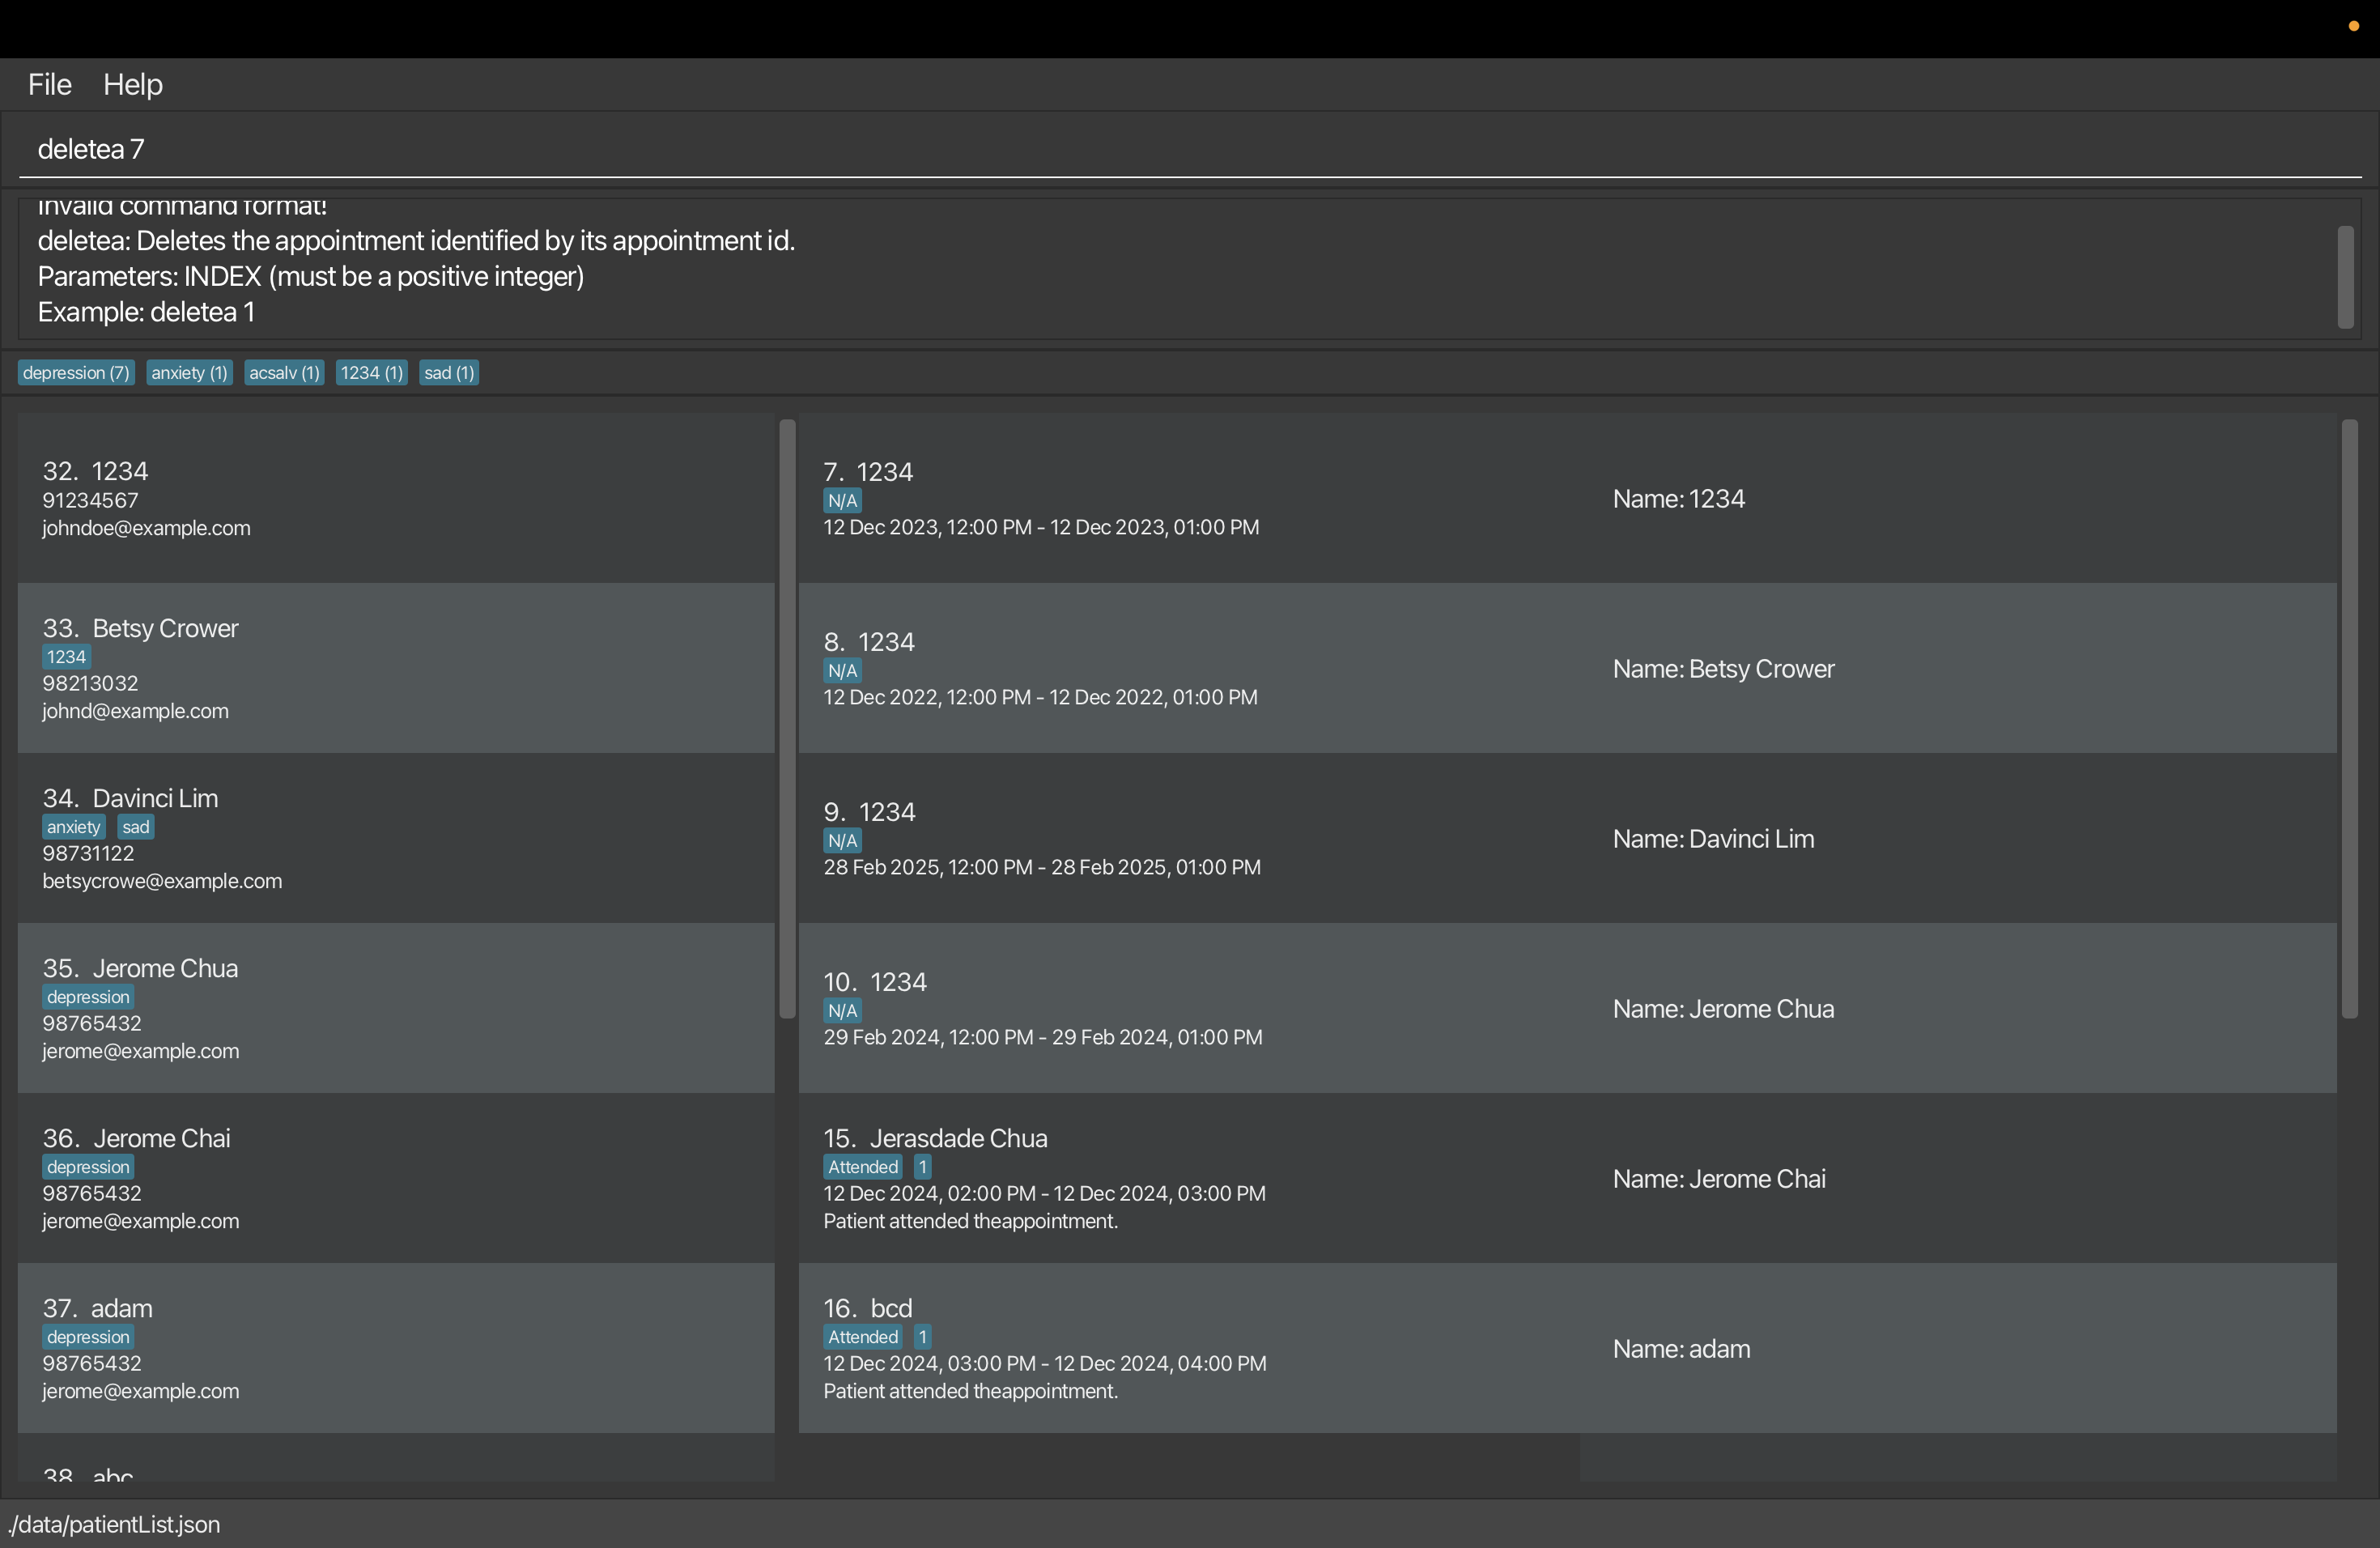 File Help
deletea 7
Invalid command format!
deletea: Deletes the appointment identified by its appointment id.
Parameters: INDEX (must be a positive integer)
Example: deletea 1
depression (7) anxiety (1) acsalv (1) 1234 (1) sad (1)
32. 1234
91234567
johndoe@example.com
33. Betsy Crower
1234
98213032
johnd@example.com
34. Davinci Lim
anxiety sad
98731122
betsycrowe@example.com
35. Jerome Chua
depression
98765432
jerome@example.com
36. Jerome Chai
depression
98765432
jerome@example.com
37. adam
depression
98765432
jerome@example.com
38. abc
7. 1234
N/A
12 Dec 2023, 12:00 PM - 12 Dec 2023, 01:00 PM
8. 1234
N/A
12 Dec 2022, 12:00 PM - 12 Dec 2022, 01:00 PM
9. 1234
N/A
28 Feb 2025, 12:00 PM - 28 Feb 2025, 01:00 PM
10. 1234
N/A
29 Feb 2024, 12:00 PM - 29 Feb 2024, 01:00 PM
15. Jerasdade Chua
Attended 1
12 Dec 2024, 02:00 PM - 12 Dec 2024, 03:00 PM
Patient attended theappointment.
16. bcd
Attended 1
12 Dec 2024, 03:00 PM - 12 Dec 2024, 04:00 PM
Patient attended theappointment.
Name: 1234
Name: Betsy Crower
Name: Davinci Lim
Name: Jerome Chua
Name: Jerome Chai
Name: adam
./data/patientList.json